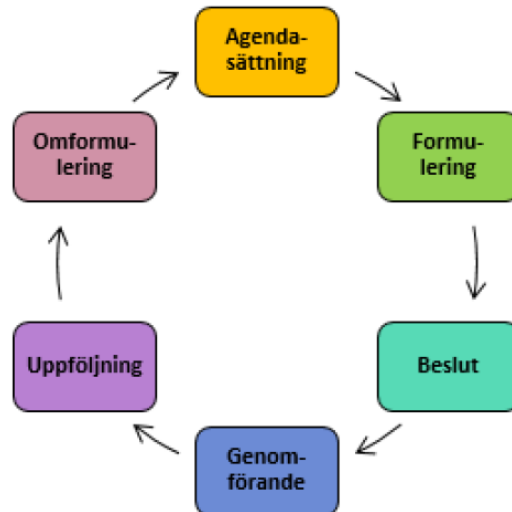 Agenda-
sättning
Formu-
lering
Beslut
Genom-
förande
Uppföljning
Omformu-
lering